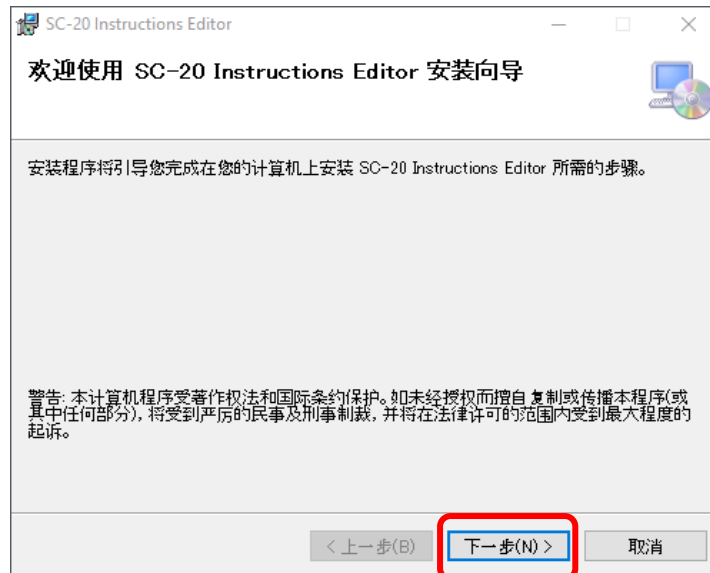 SC-20 Instructions Editor
欢迎使用 SC-20 Instructions Editor 安装向导
安装程序将引导您完成在您的计算机上安装 SC-20 Instructions Editor 所需的步骤。
警告: 本计算机程序受著作权法和国际条约保护。如未经授权而擅自复制或传播本程序(或
其中任何部分), 将受到严厉的民事及刑事制裁, 并将在法律许可的范围内受到最大程度的
起诉。
< 上一步(B) 下一步(N) > 取消